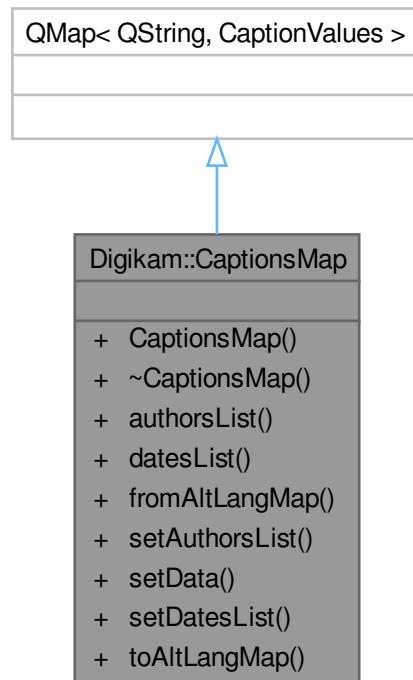 QMap< QString, CaptionValues >
Digikam::CaptionsMap
+ CaptionsMap()
+ ~CaptionsMap()
+ authorsList()
+ datesList()
+ fromAltLangMap()
+ setAuthorsList()
+ setData()
+ setDatesList()
+ toAltLangMap()